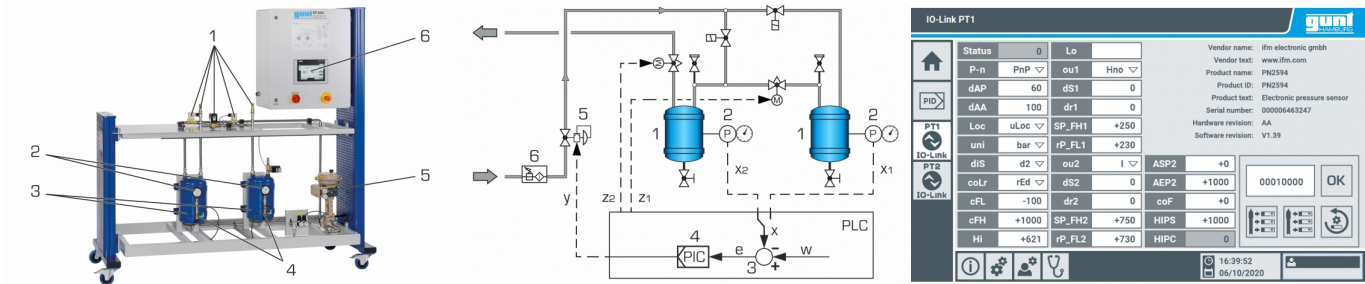 1
6
2
3
5
4
5
6
M
M
1
2
P
1
2
P
x2
x1
z2
z1
y
x
PLC
4
PIC
e
3
w
IO-Link PT1
gunt
HAMBURG
PID
PT1
IO-Link
PT2
IO-Link
Status 0 Lo
P-n PnP ou1 Hno
dAP 60 dS1 0
dAA 100 dr1 0
Loc uLoc SP_FH1 +250
uni bar rP_FL1 +230
diS d2 ou2 I ASP2 +0
coLr rEd dS2 0 AEP2 +1000
cFL -100 dr2 0 coF +0
cFH +1000 SP_FH2 +750 HIPS +1000
Hi +621 rP_FL2 +730 HIPC 0
Vendor name: ifm electronic gmbh
Vendor text: www.ifm.com
Product name: PN2594
Product ID: PN2594
Product text: Electronic pressure sensor
Serial number: 000006463247
Hardware revision: AA
Software revision: V1.39
00010000 OK
16:39:52
06/10/2020